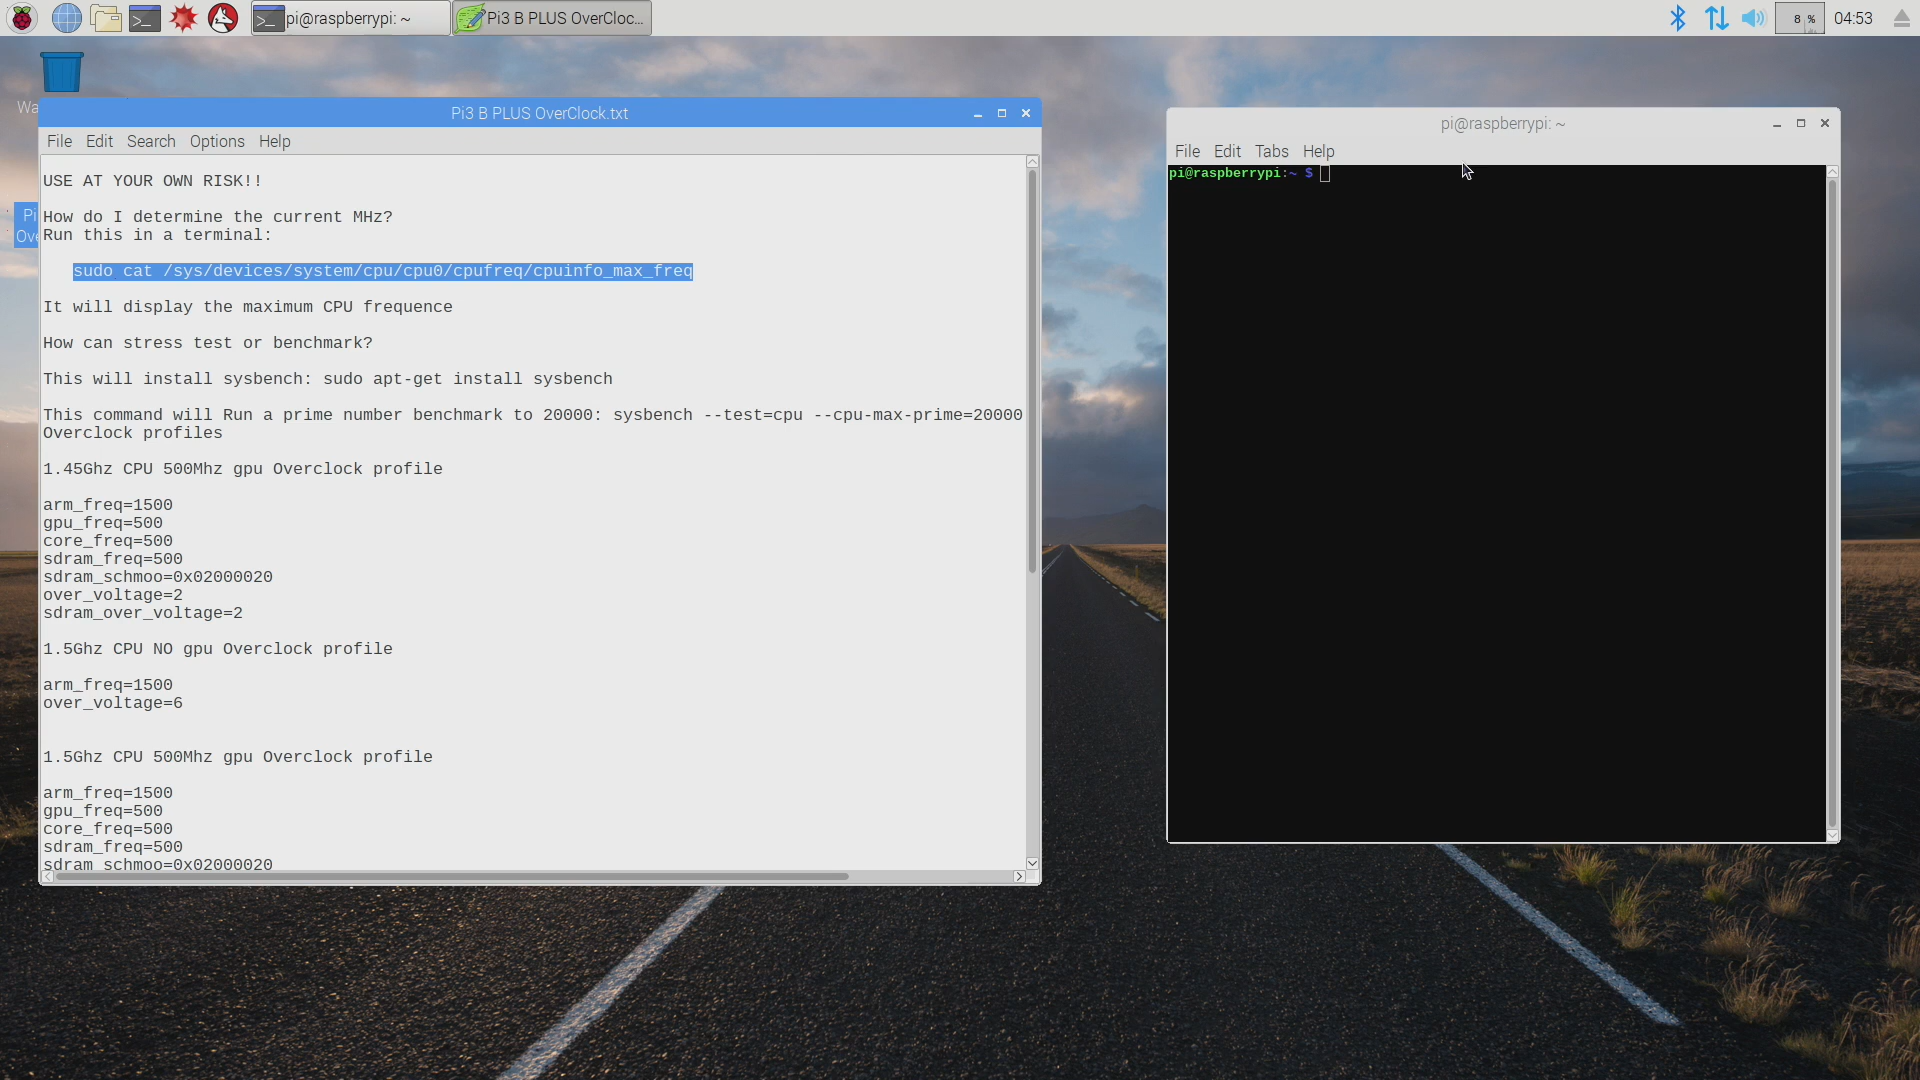 pi@raspberrypi: ~
Pi3 B PLUS OverCloc...
8 %
04:53
Wa
Pi
Ove
Pi3 B PLUS OverClock.txt
File Edit Search Options Help
USE AT YOUR OWN RISK!!
How do I determine the current MHz?
Run this in a terminal:
sudo cat /sys/devices/system/cpu/cpu0/cpufreq/cpuinfo_max_freq
It will display the maximum CPU frequence
How can stress test or benchmark?
This will install sysbench: sudo apt-get install sysbench
This command will Run a prime number benchmark to 20000: sysbench --test=cpu --cpu-max-prime=20000
Overclock profiles
1.45Ghz CPU 500Mhz gpu Overclock profile
arm_freq=1500
gpu_freq=500
core_freq=500
sdram_freq=500
sdram_schmoo=0x02000020
over_voltage=2
sdram_over_voltage=2
1.5Ghz CPU NO gpu Overclock profile
arm_freq=1500
over_voltage=6
1.5Ghz CPU 500Mhz gpu Overclock profile
arm_freq=1500
gpu_freq=500
core_freq=500
sdram_freq=500
sdram_schmoo=0x02000020
pi@raspberrypi: ~
File Edit Tabs Help
pi@raspberrypi:~ $